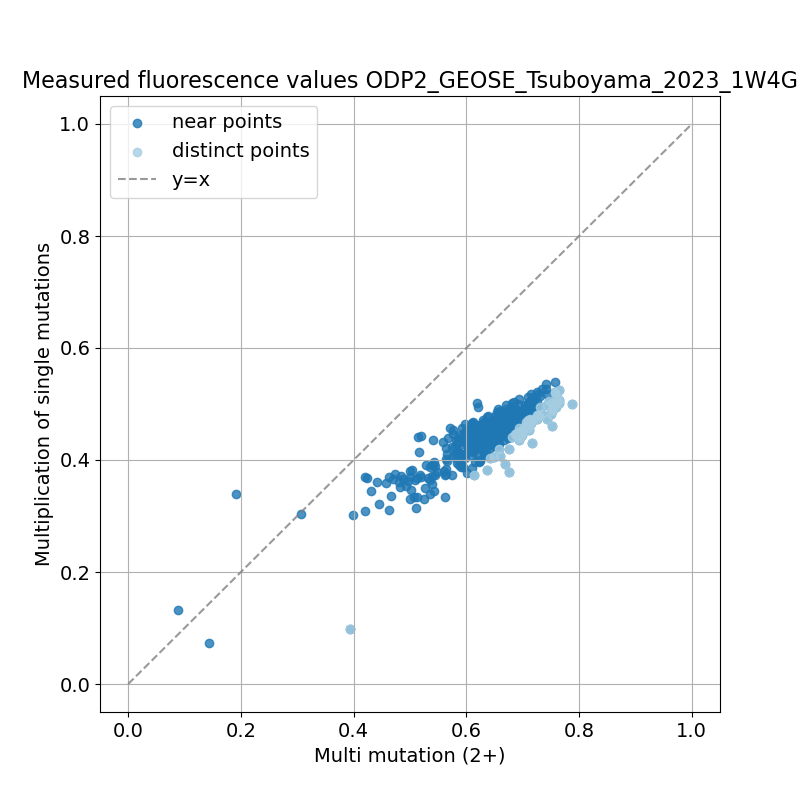 Measured fluorescence values ODP2_GEOSE_Tsuboyama_2023_1W4G
near points
distinct points
y=x
1.0
0.8
0.6
0.4
0.2
0.0
Multiplication of single mutations
0.0 0.2 0.4 0.6 0.8 1.0
Multi mutation (2+)